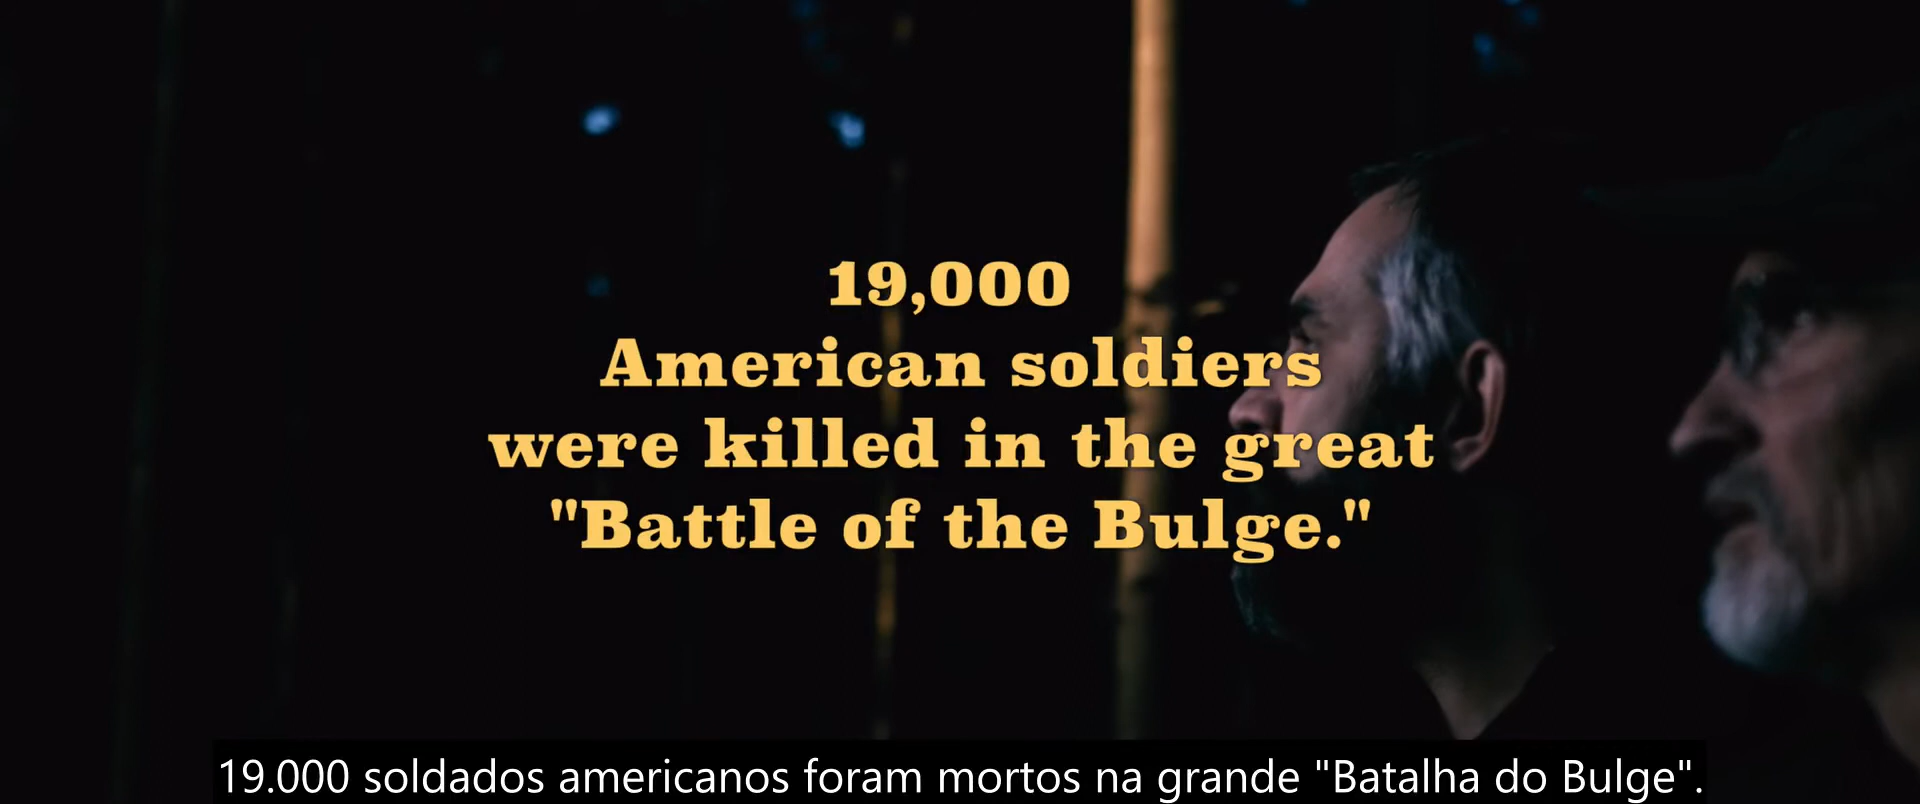 19,000
American soldiers
were killed in the great
"Battle of the Bulge."
19.000 soldados americanos foram mortos na grande "Batalha do Bulge".